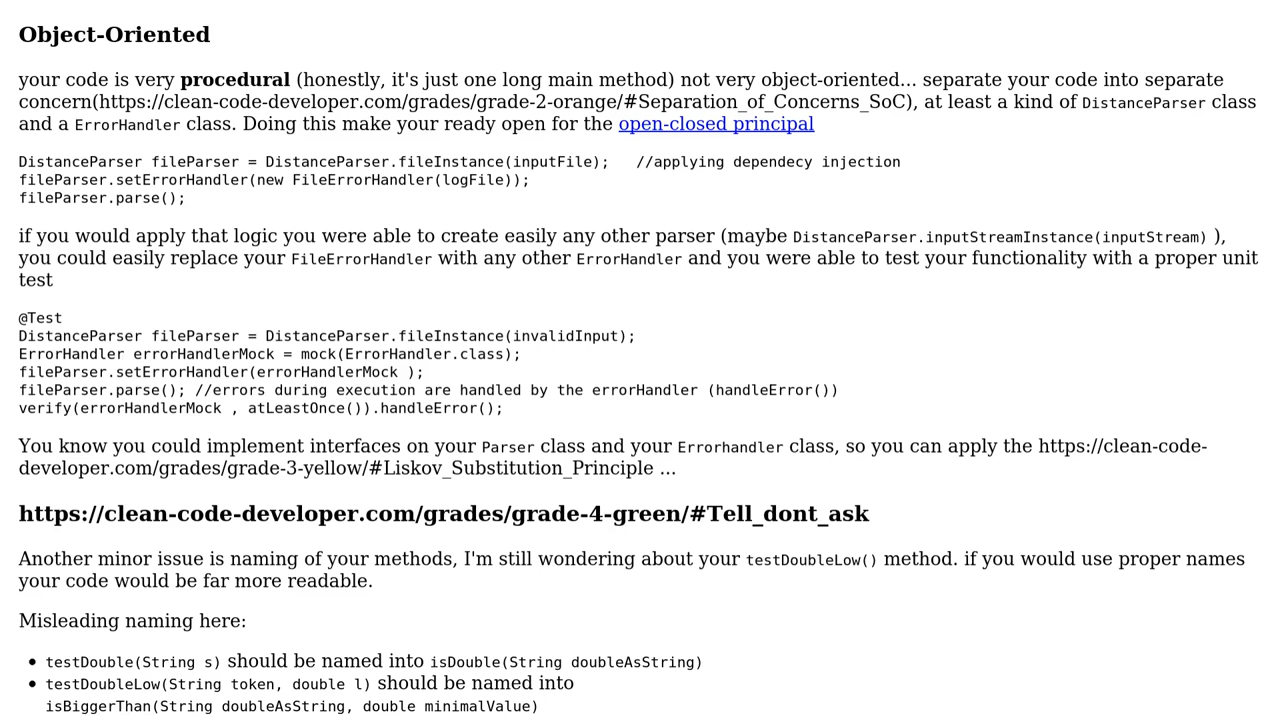 Object-Oriented
your code is very procedural (honestly, it's just one long main method) not very object-oriented... separate your code into separate
concern(https://clean-code-developer.com/grades/grade-2-orange/#Separation_of_Concerns_SoC), at least a kind of DistanceParser class
and a ErrorHandler class. Doing this make your ready open for the open-closed principal
DistanceParser fileParser = DistanceParser.fileInstance(inputFile);   //applying dependecy injection
fileParser.setErrorHandler(new FileErrorHandler(logFile));
fileParser.parse();
if you would apply that logic you were able to create easily any other parser (maybe DistanceParser.inputStreamInstance(inputStream) ),
you could easily replace your FileErrorHandler with any other ErrorHandler and you were able to test your functionality with a proper unit
test
@Test
DistanceParser fileParser = DistanceParser.fileInstance(invalidInput);
ErrorHandler errorHandlerMock = mock(ErrorHandler.class);
fileParser.setErrorHandler(errorHandlerMock );
fileParser.parse(); //errors during execution are handled by the errorHandler (handleError())
verify(errorHandlerMock , atLeastOnce()).handleError();
You know you could implement interfaces on your Parser class and your Errorhandler class, so you can apply the https://clean-code-
developer.com/grades/grade-3-yellow/#Liskov_Substitution_Principle ...
https://clean-code-developer.com/grades/grade-4-green/#Tell_dont_ask
Another minor issue is naming of your methods, I'm still wondering about your testDoubleLow() method. if you would use proper names
your code would be far more readable.
Misleading naming here:
• testDouble(String s) should be named into isDouble(String doubleAsString)
• testDoubleLow(String token, double l) should be named into
isBiggerThan(String doubleAsString, double minimalValue)